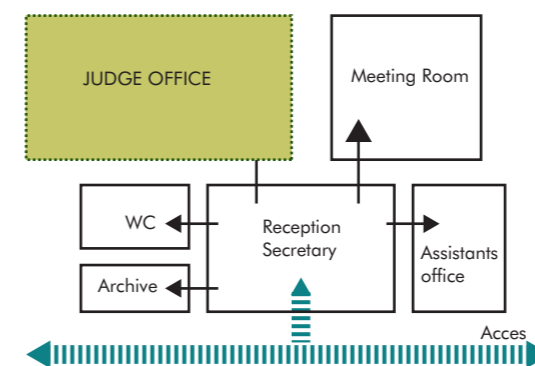 JUDGE OFFICE
Meeting Room
WC
Reception
Secretary
Assistants
office
Archive
Acces